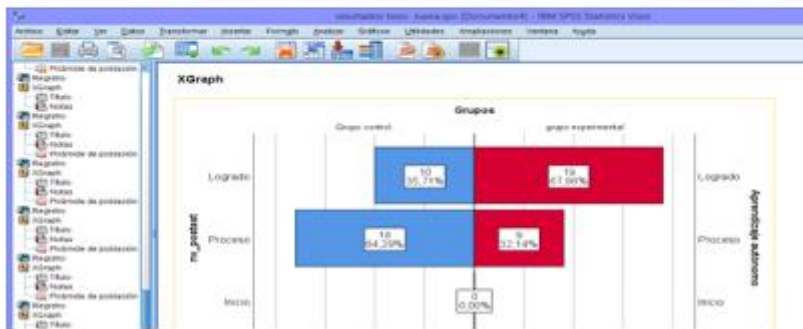 resultados tesis [Documento4] - IBM SPSS Statistics Visor
Archivo Editar Ver Datos Transformar Insertar Formato Analizar Gráficos Utilidades Ampliaciones Ventana Ayuda
Pirámide de población
Registro
XGraph
Título
Notas
Pirámide de población
Registro
XGraph
Título
Notas
Pirámide de población
Registro
XGraph
Título
Notas
Pirámide de población
Registro
XGraph
Título
Notas
Pirámide de población
Registro
XGraph
Título
XGraph
Grupos
Grupo control
grupo experimental
Logrado
10
35,71%
19
67,86%
Logrado
Proceso
18
64,29%
9
32,14%
Proceso
Inicio
0
0,00%
Inicio
nv_postest
Aprendizaje autónomo